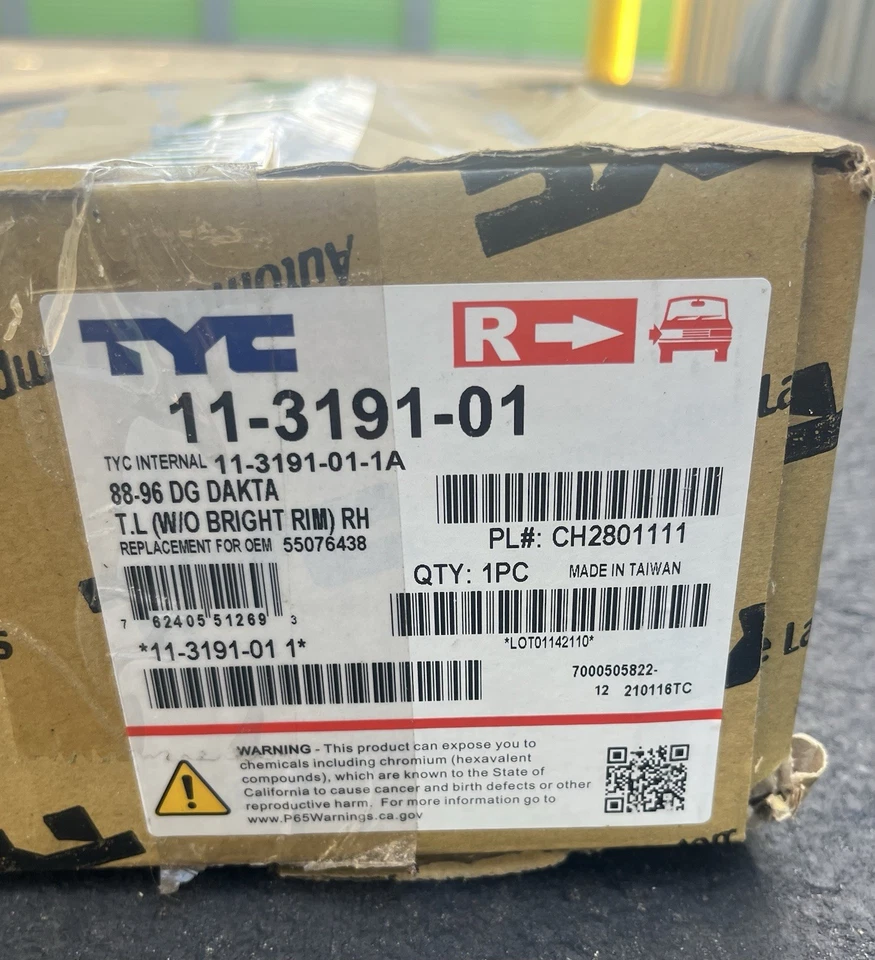 TYC
R
11-3191-01
TYC INTERNAL 11-3191-01-1A
88-96 DG DAKTA
T.L (W/O BRIGHT RIM) RH
REPLACEMENT FOR OEM 55076438
PL#: CH2801111
QTY: 1PC MADE IN TAIWAN
7 62405 51269 3
*LOT01142110*
*11-3191-01 1*
7000505822-
12 210116TC
WARNING - This product can expose you to
chemicals including chromium (hexavalent
compounds), which are known to the State of
California to cause cancer and birth defects or other
reproductive harm. For more information go to
www.P65Warnings.ca.gov